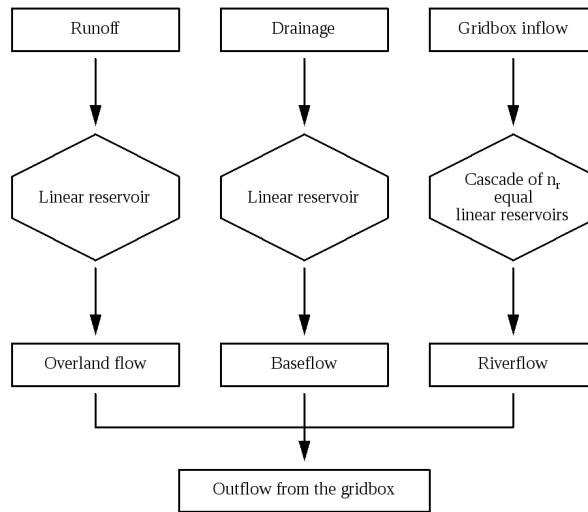 Runoff
Drainage
Gridbox inflow
Linear reservoir
Linear reservoir
Cascade of nr
equal
linear reservoirs
Overland flow
Baseflow
Riverflow
Outflow from the gridbox